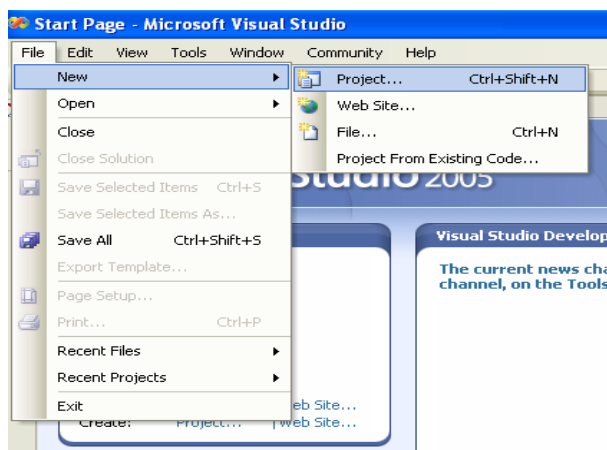 Start Page - Microsoft Visual Studio
File Edit View Tools Window Community Help
New
Project... Ctrl+Shift+N
Open
Web Site...
Close
File... Ctrl+N
Close Solution
Project From Existing Code...
Studio 2005
Save Selected Items Ctrl+S
Save Selected Items As...
Save All Ctrl+Shift+S
Visual Studio Develop
Export Template...
The current news cha
channel, on the Tools
Page Setup...
Print... Ctrl+P
Recent Files
Recent Projects
Exit
eb Site...
Create: Project... Web Site...